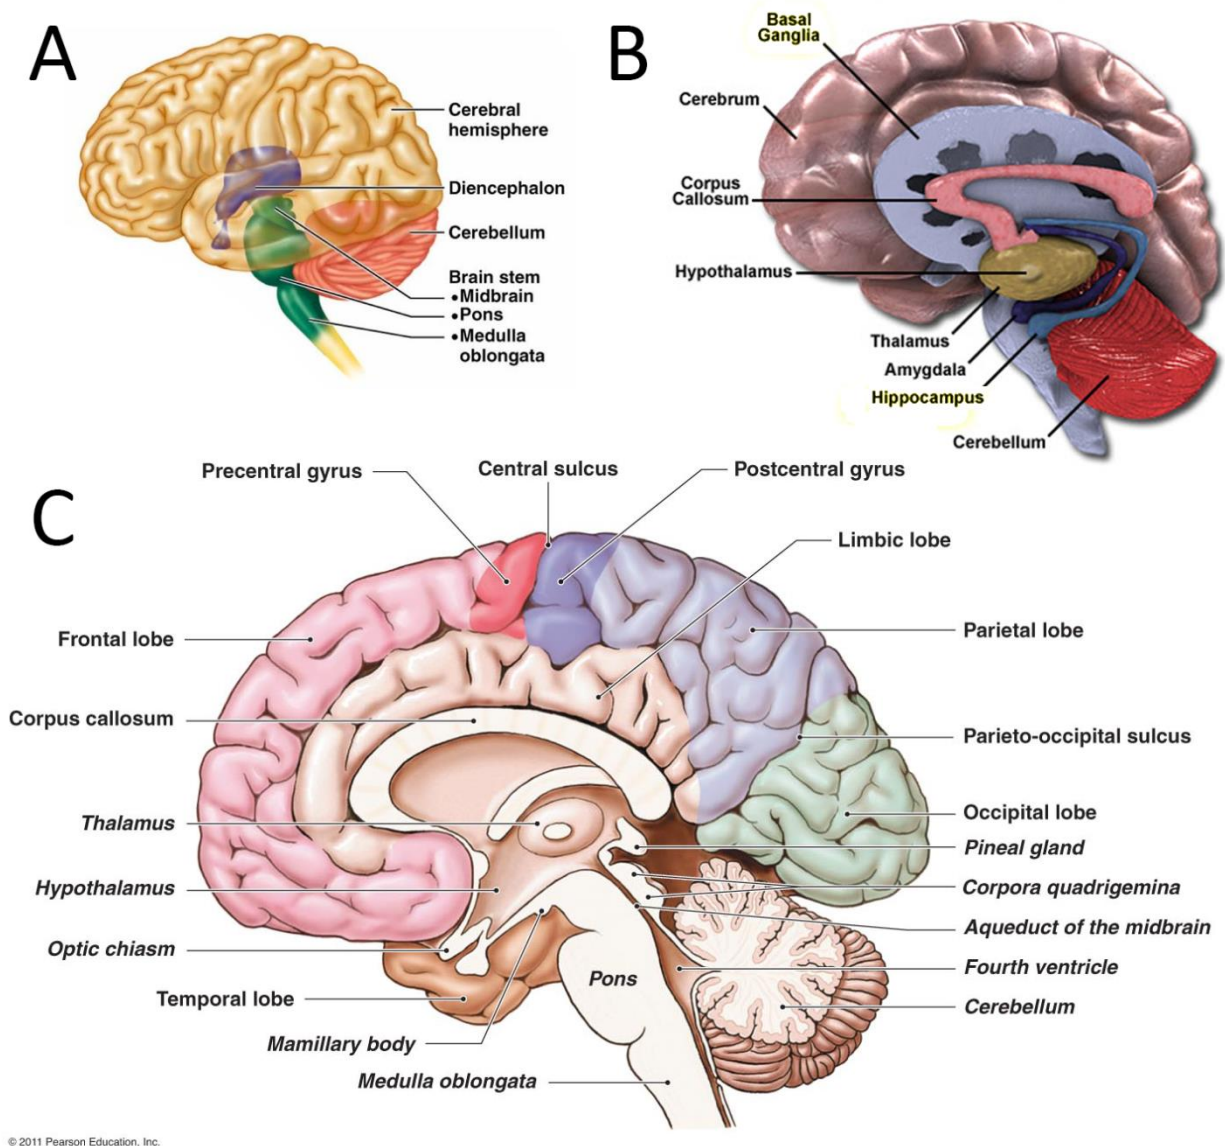 A
Cerebral
hemisphere
Diencephalon
Cerebellum
Brain stem
• Midbrain
• Pons
• Medulla
oblongata
B
Basal
Ganglia
Cerebrum
Corpus
Callosum
Hypothalamus
Thalamus
Amygdala
Hippocampus
Cerebellum
C
Precentral gyrus
Central sulcus
Postcentral gyrus
Limbic lobe
Frontal lobe
Parietal lobe
Corpus callosum
Parieto-occipital sulcus
Thalamus
Occipital lobe
Pineal gland
Hypothalamus
Corpora quadrigemina
Optic chiasm
Aqueduct of the midbrain
Temporal lobe
Pons
Fourth ventricle
Cerebellum
Mamillary body
Medulla oblongata
© 2011 Pearson Education, Inc.